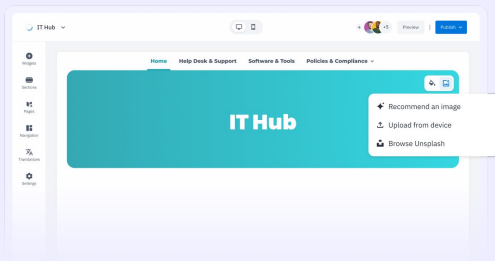 IT Hub
+5
Preview
Publish
Widgets
Sections
Pages
Navigation
Translations
Settings
Home
Help Desk & Support
Software & Tools
Policies & Compliance
IT Hub
Recommend an image
Upload from device
Browse Unsplash